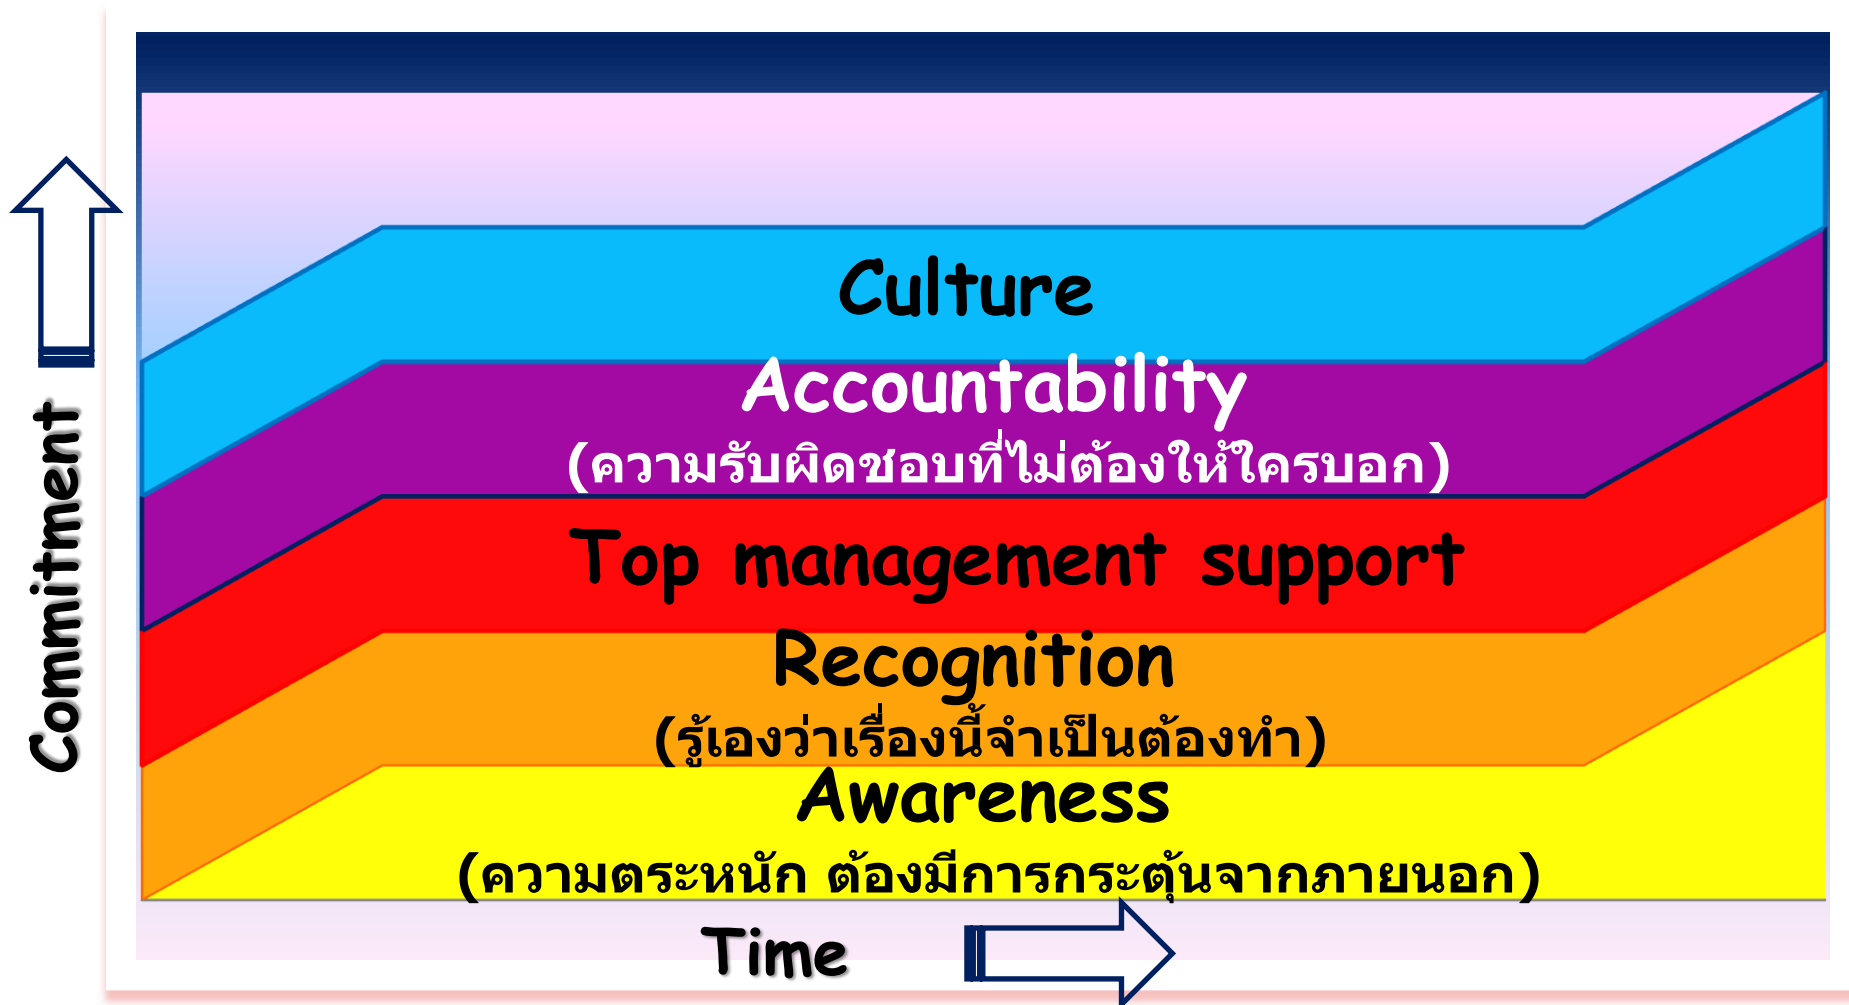 Commitment
Culture
Accountability
(ความรับผิดชอบที่ไม่ต้องให้ใครบอก)
Top management support
Recognition
(รู้เองว่าเรื่องนี้จำเป็นต้องทำ)
Awareness
(ความตระหนัก ต้องมีการกระตุ้นจากภายนอก)
Time